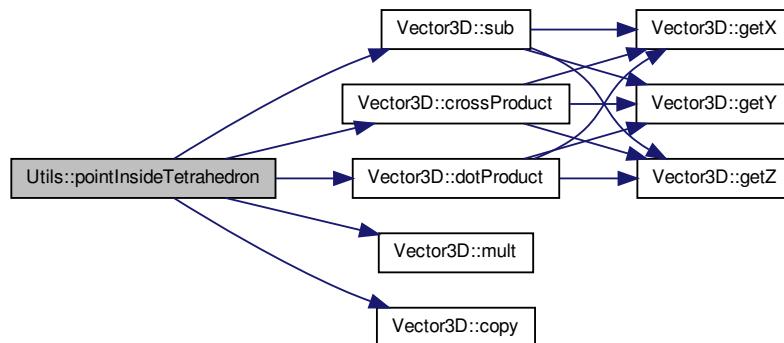 Utils::pointInsideTetrahedron
Vector3D::sub
Vector3D::crossProduct
Vector3D::dotProduct
Vector3D::mult
Vector3D::copy
Vector3D::getX
Vector3D::getY
Vector3D::getZ